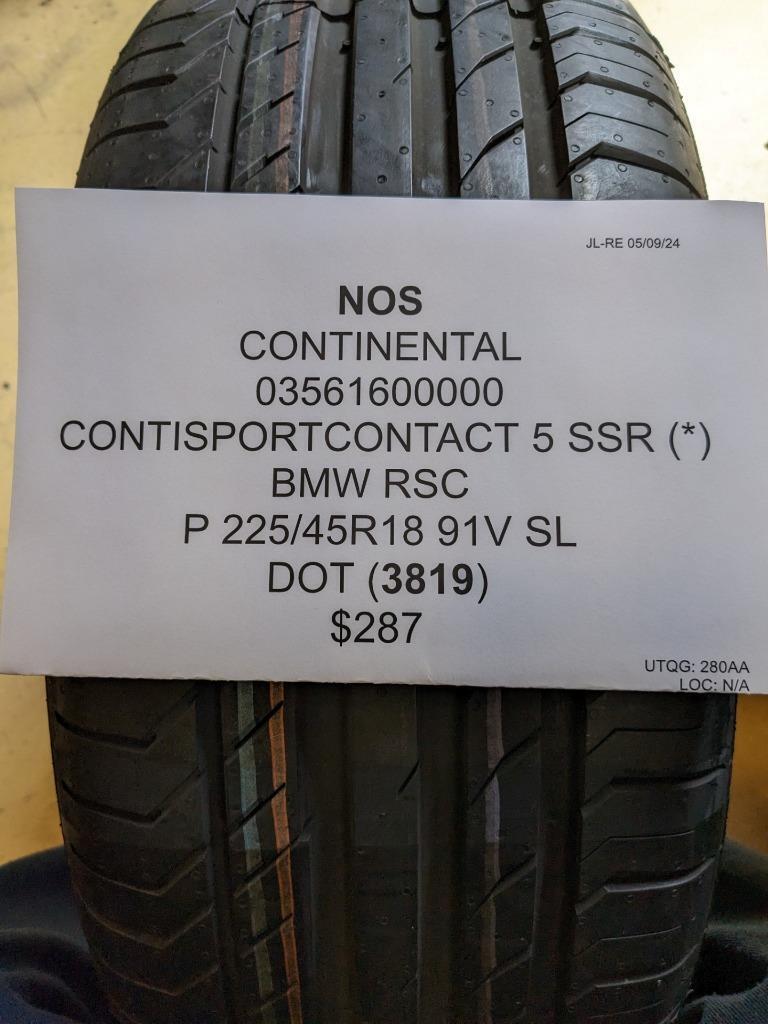 JL-RE 05/09/24
NOS
CONTINENTAL
03561600000
CONTISPORTCONTACT 5 SSR (*)
BMW RSC
P 225/45R18 91V SL
DOT (3819)
$287
UTQG: 280AA
LOC: N/A